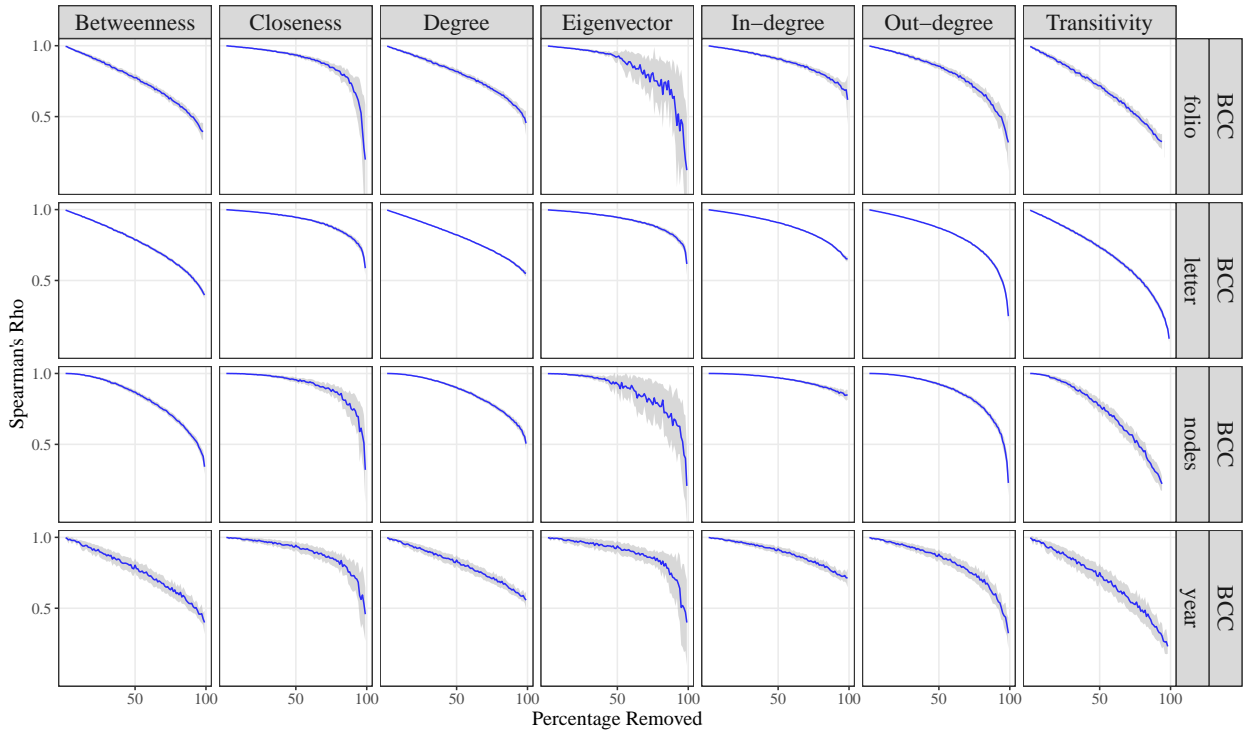 Betweenness Closeness Degree Eigenvector In−degree Out−degree Transitivity
1.0
0.5
BCC
folio
1.0
0.5
BCC
letter
1.0
0.5
BCC
nodes
1.0
0.5
BCC
year
50 100 50 100 50 100 50 100 50 100 50 100 50 100
Percentage Removed
Spearman's Rho